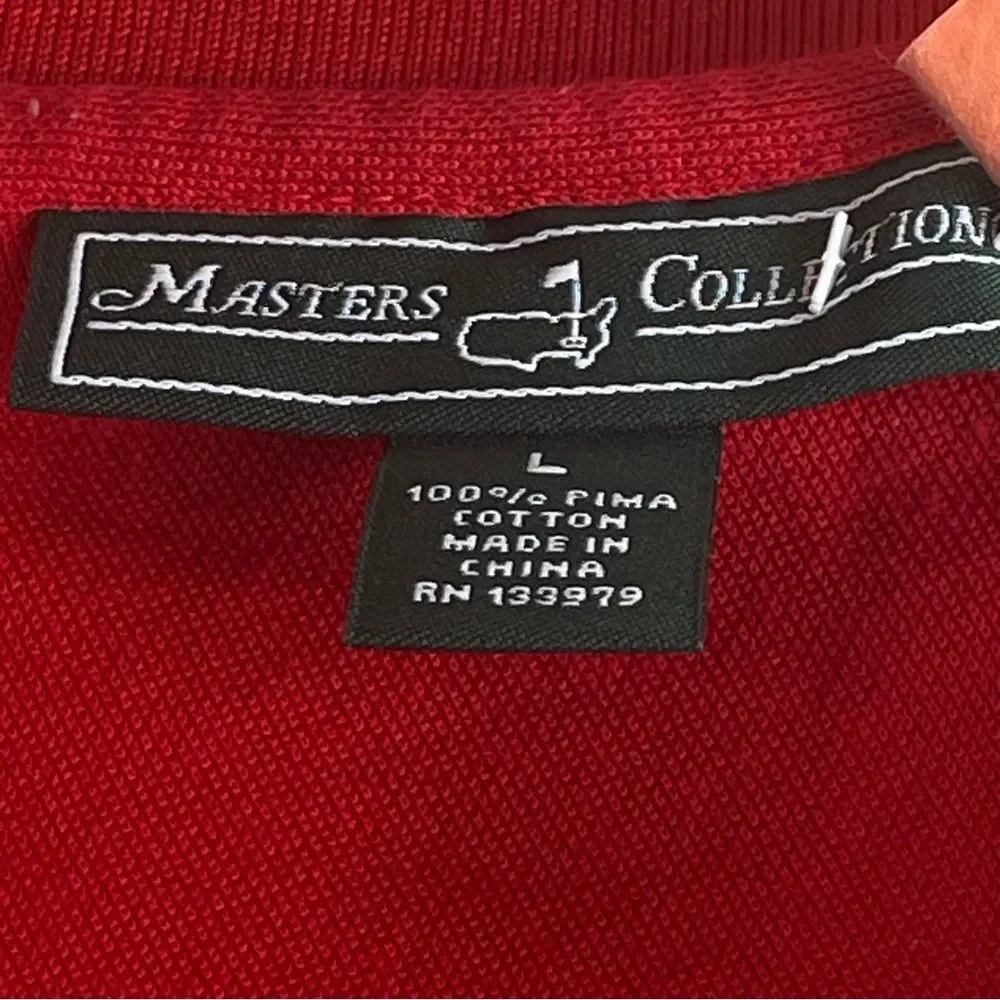 MASTERS COLLECTION
L
100% PIMA
COTTON
MADE IN
CHINA
RN 133979